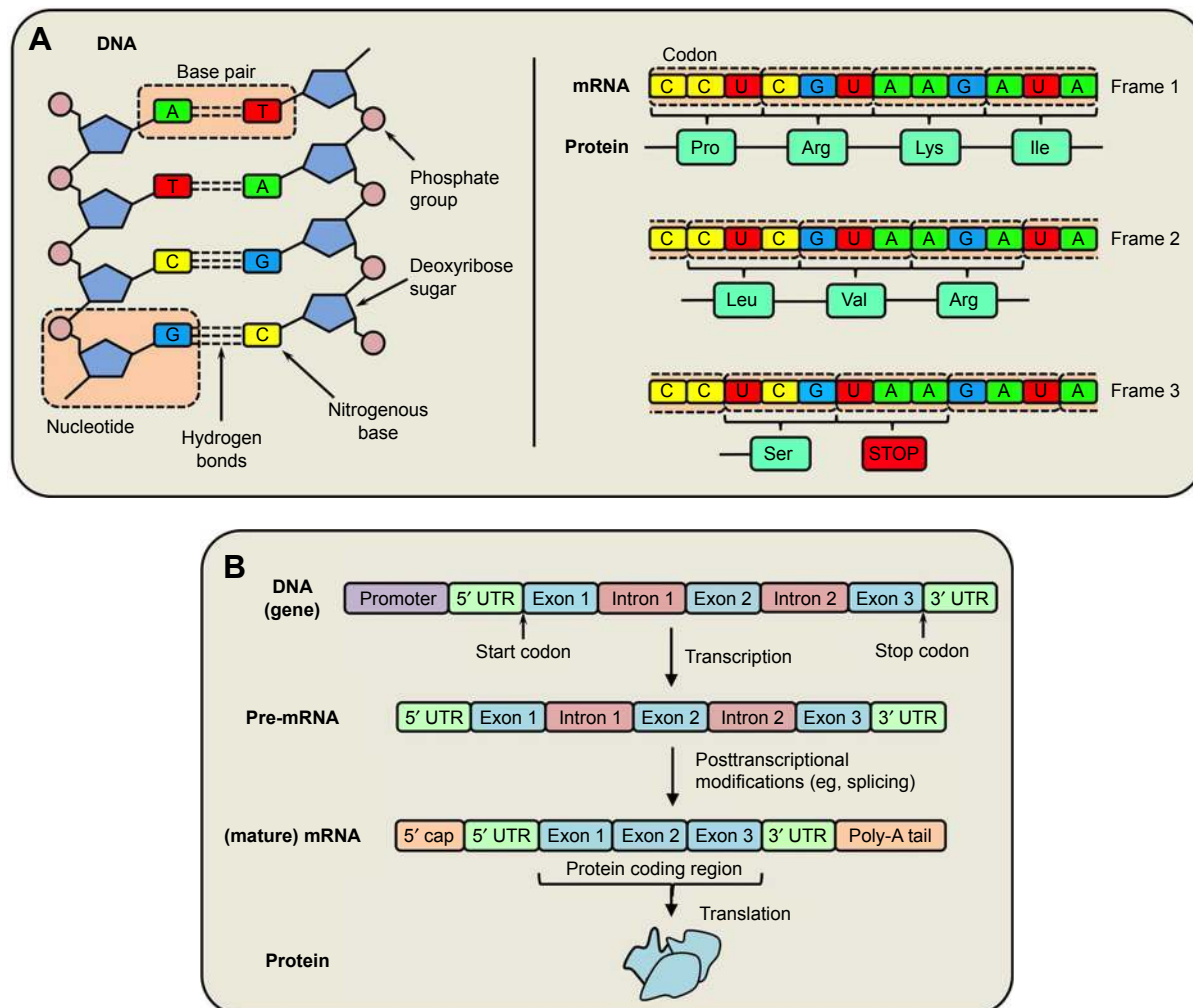 A
DNA
Base pair
A T
T A
C G
G C
Phosphate
group
Deoxyribose
sugar
Nitrogenous
base
Hydrogen
bonds
Nucleotide
Codon
mRNA C C U C G U A A G A U A Frame 1
Protein Pro Arg Lys Ile
C C U C G U A A G A U A Frame 2
Leu Val Arg
C C U C G U A A G A U A Frame 3
Ser STOP
B
DNA
(gene)
Promoter 5′ UTR Exon 1 Intron 1 Exon 2 Intron 2 Exon 3 3′ UTR
Start codon Stop codon
Transcription
Pre-mRNA 5′ UTR Exon 1 Intron 1 Exon 2 Intron 2 Exon 3 3′ UTR
Posttranscriptional
modifications (eg, splicing)
(mature) mRNA 5′ cap 5′ UTR Exon 1 Exon 2 Exon 3 3′ UTR Poly-A tail
Protein coding region
Translation
Protein